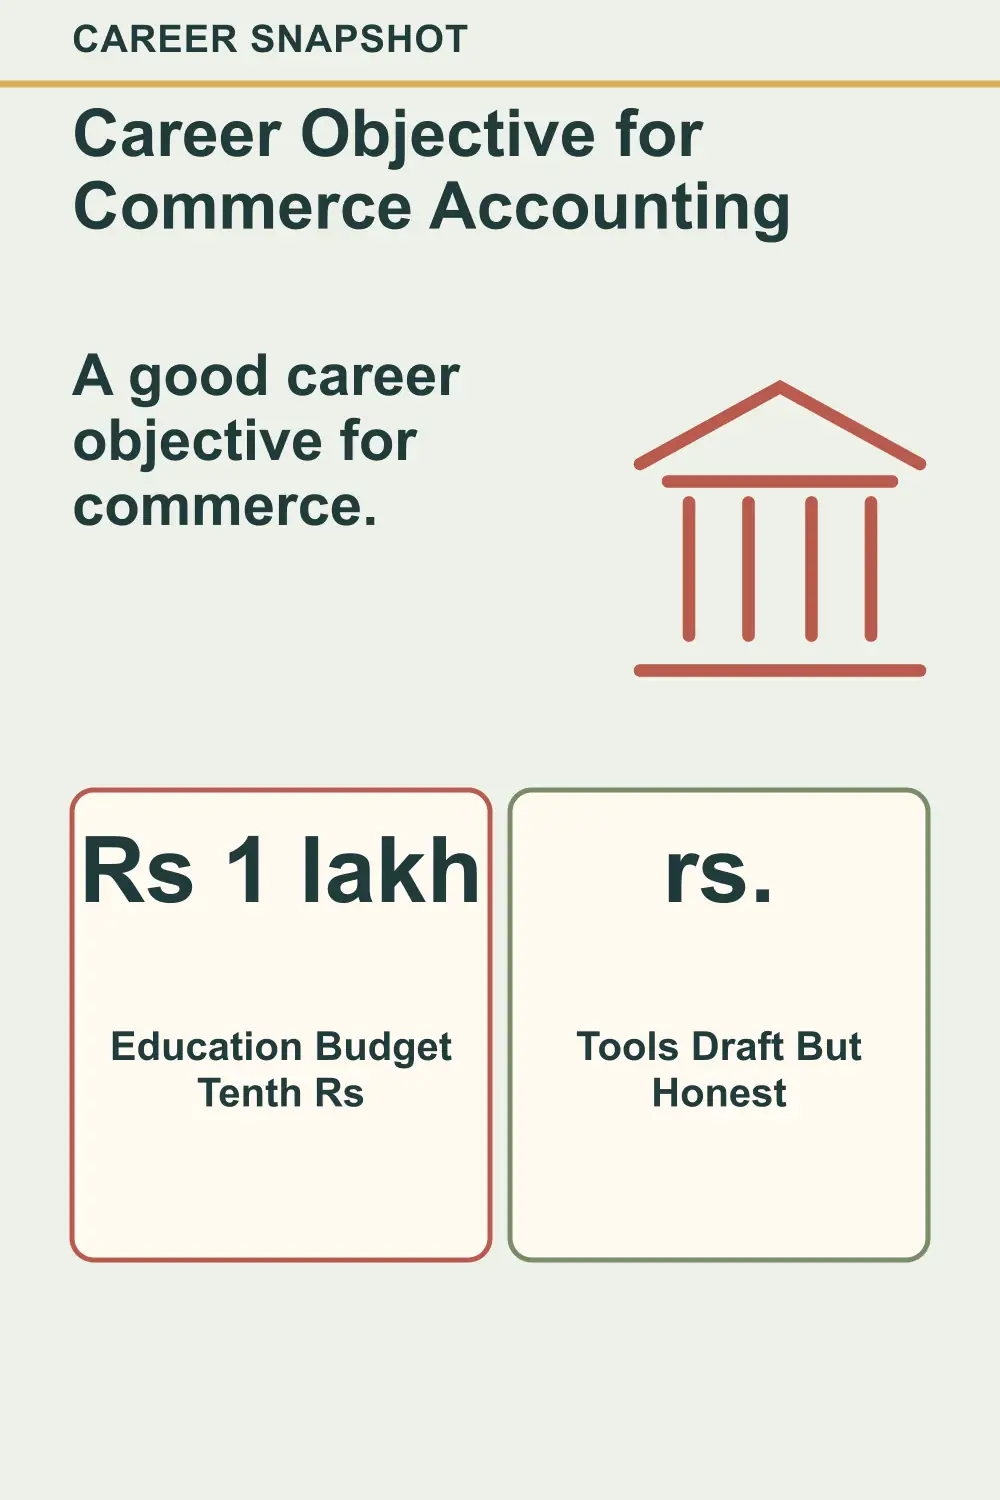 CAREER SNAPSHOT
Career Objective for
Commerce Accounting
A good career
objective for
commerce.
Rs 1 lakh
Education Budget
Tenth Rs
rs.
Tools Draft But
Honest